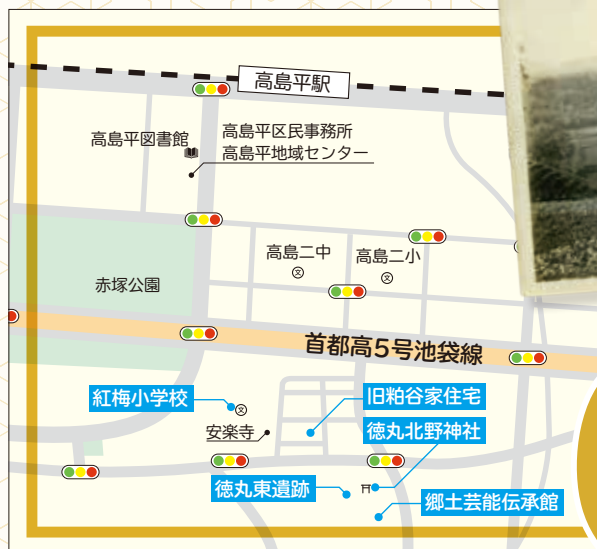 高島平駅
高島平図書館
高島平区民事務所
高島平地域センター
高島二中
高島二小
赤塚公園
首都高5号池袋線
紅梅小学校
旧粕谷家住宅
安楽寺
徳丸北野神社
徳丸東遺跡
郷土芸能伝承館